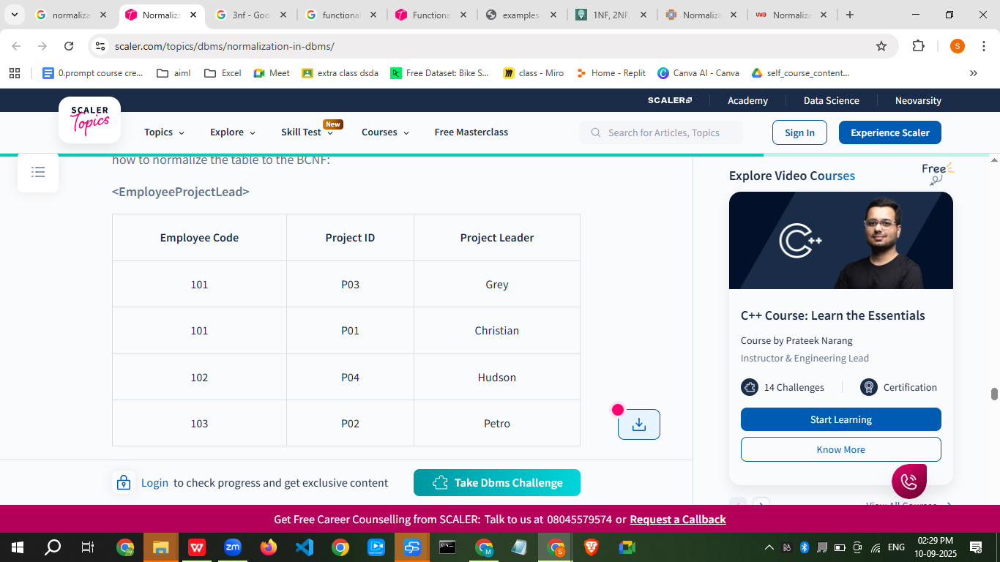 normaliza
Normaliza
3nf - Goo
functiona
Functiona
examples
1NF, 2NF,
Normaliza
Normaliza
scaler.com/topics/dbms/normalization-in-dbms/
S
0.prompt course cre...
aiml
Excel
Meet
extra class dsda
Free Dataset: Bike S...
class - Miro
Home - Replit
Canva AI - Canva
self_course_content...
SCALER
Academy
Data Science
Neovarsity
SCALER
Topics
Topics
Explore
Skill Test
New
Courses
Free Masterclass
Search for Articles, Topics
Sign In
Experience Scaler
how to normalize the table to the BCNF:
<EmployeeProjectLead>
Employee Code Project ID Project Leader
101 P03 Grey
101 P01 Christian
102 P04 Hudson
103 P02 Petro
Login to check progress and get exclusive content
Take Dbms Challenge
Explore Video Courses
Free
C++
C++ Course: Learn the Essentials
Course by Prateek Narang
Instructor & Engineering Lead
14 Challenges
Certification
Start Learning
Know More
View All Courses
Get Free Career Counselling from SCALER: Talk to us at 08045579574 or Request a Callback
ENG
02:29 PM
10-09-2025